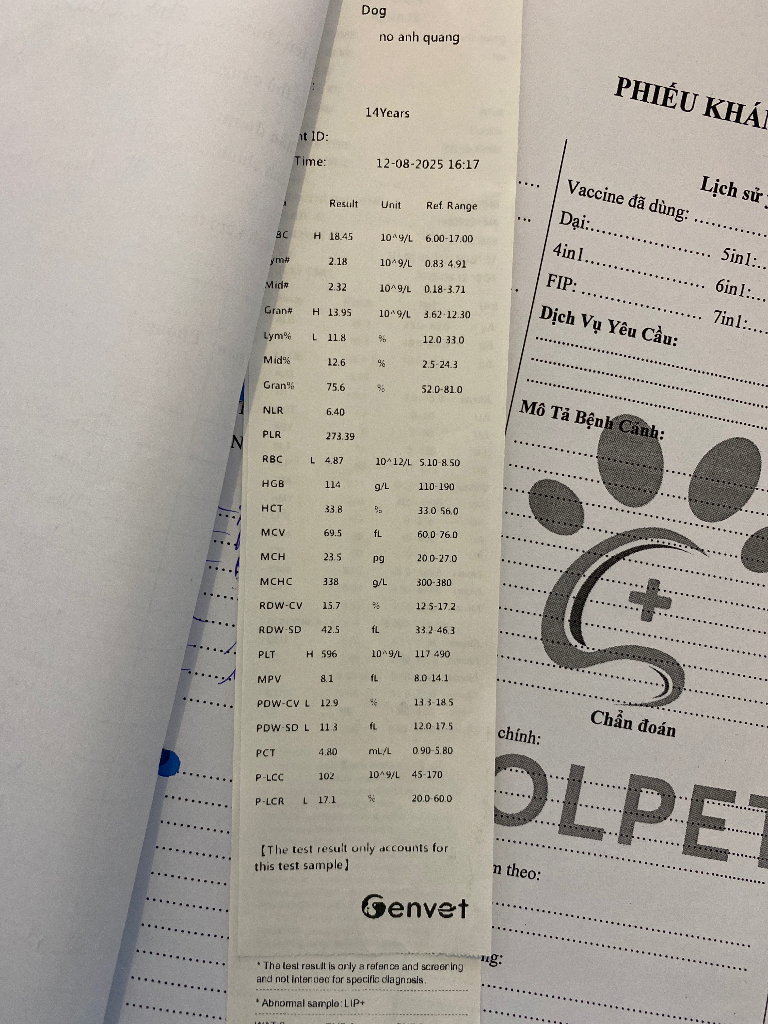 Dog
no anh quang
14Years
ID:
Time: 12-08-2025 16:17
Result Unit Ref. Range
H 18.45 10^9/L 6.00-17.00
2.18 10^9/L 0.83-4.91
Mid# 2.32 10^9/L 0.18-3.71
Gran# H 13.95 10^9/L 3.62-12.30
Lym% L 11.8 % 12.0-33.0
Mid% 12.6 % 2.5-24.3
Gran% 75.6 % 52.0-81.0
NLR 6.40
PLR 273.39
RBC L 4.87 10^12/L 5.10-8.50
HGB 114 g/L 110-190
HCT 33.8 % 33.0-56.0
MCV 69.5 fL 60.0-76.0
MCH 23.5 pg 20.0-27.0
MCHC 338 g/L 300-380
RDW-CV 15.7 % 12.5-17.2
RDW-SD 42.5 fL 33.2-46.3
PLT H 596 10^9/L 117-490
MPV 8.1 fL 8.0-14.1
PDW-CV L 12.9 % 13.3-18.5
PDW-SD L 11.3 fL 12.0-17.5
PCT 4.80 mL/L 0.90-5.80
P-LCC 102 10^9/L 45-170
P-LCR L 17.1 % 20.0-60.0
【The test result only accounts for
this test sample】
Genvet
* The test result is only a refence and screening
and not intended for specific diagnosis.
* Abnormal sample: LIP+
PHIẾU
Lịch sử
Vaccine đã dùng:
Dại: 5in1:
4in1 6in1:
FIP: 7in1:
Dịch Vụ Yêu Cầu:
Mô Tả Bệnh Cảnh:
Chẩn đoán
chính:
OLPET
theo: